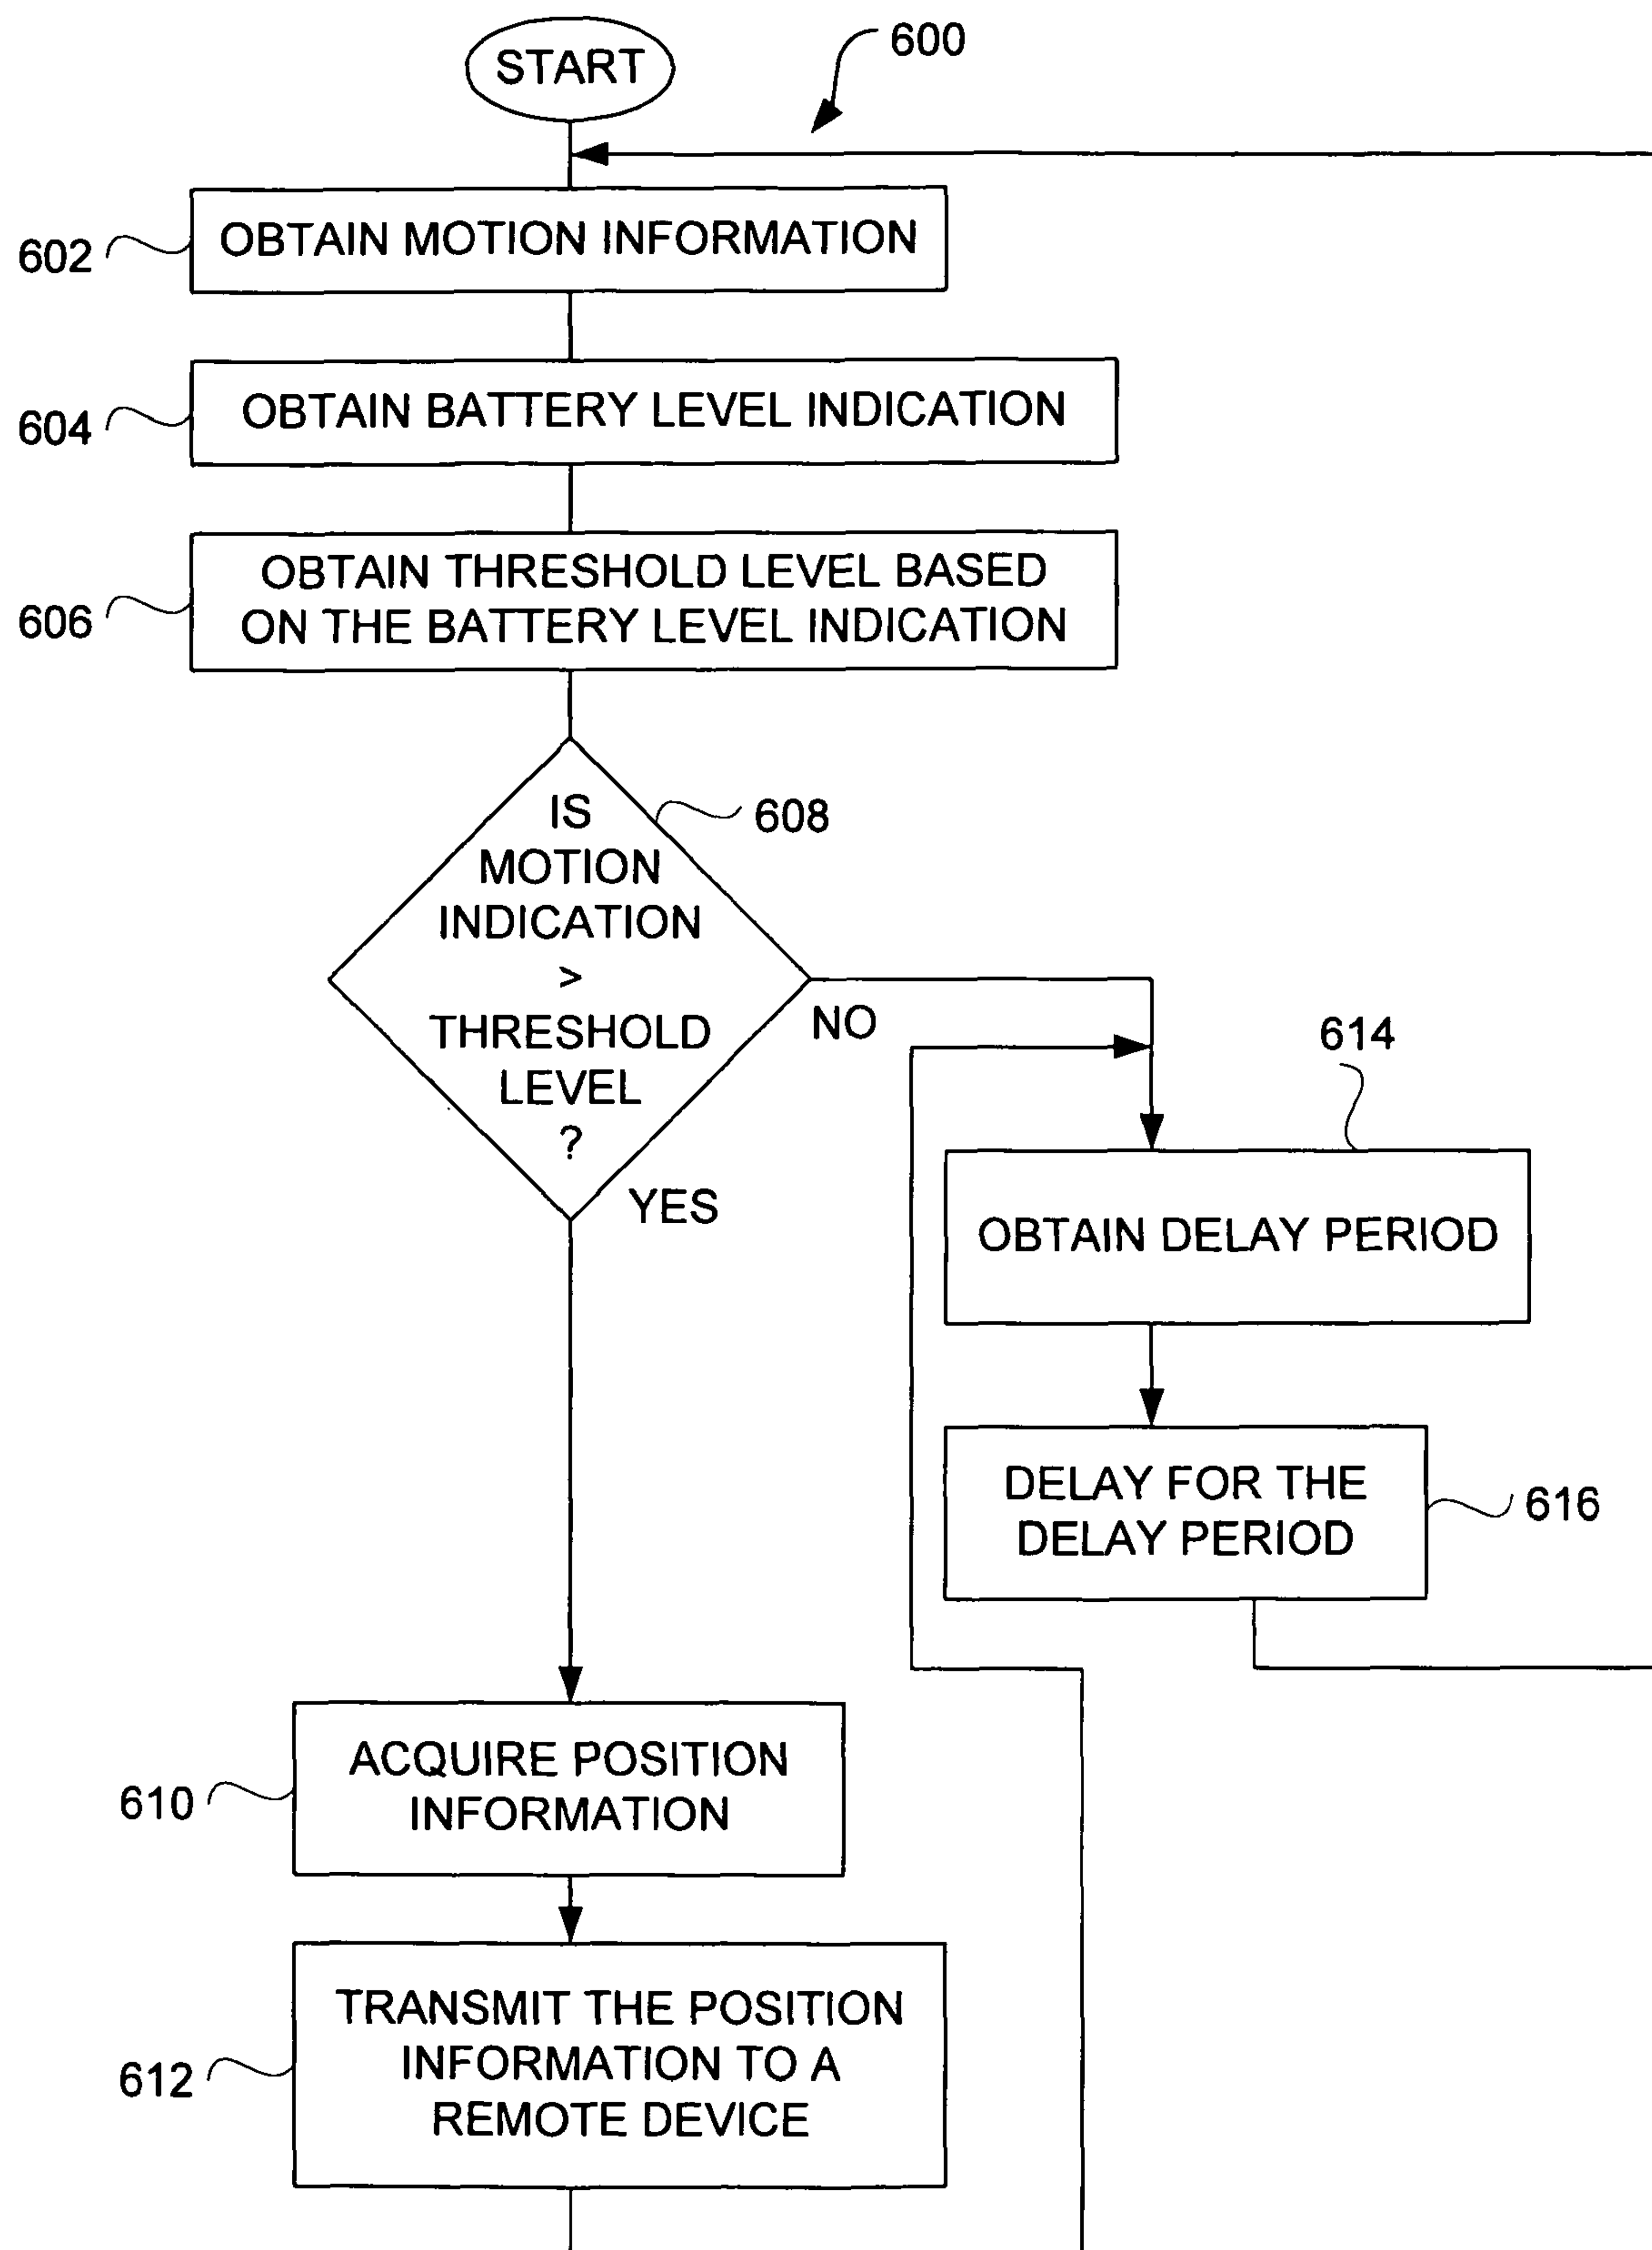 START
600
602
OBTAIN MOTION INFORMATION
604
OBTAIN BATTERY LEVEL INDICATION
606
OBTAIN THRESHOLD LEVEL BASED
ON THE BATTERY LEVEL INDICATION
608
IS
MOTION
INDICATION
>
THRESHOLD
LEVEL
?
NO
YES
614
OBTAIN DELAY PERIOD
DELAY FOR THE
DELAY PERIOD
616
610
ACQUIRE POSITION
INFORMATION
612
TRANSMIT THE POSITION
INFORMATION TO A
REMOTE DEVICE